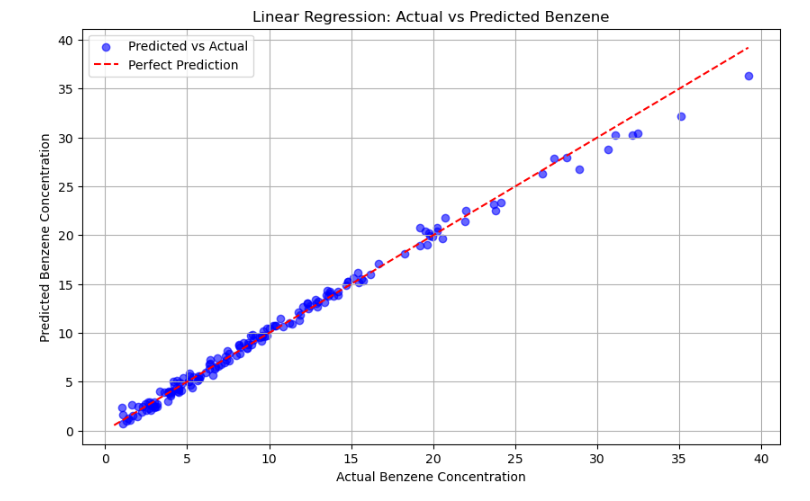 Linear Regression: Actual vs Predicted Benzene
Predicted vs Actual
Perfect Prediction
40
35
30
25
20
15
10
5
0
Predicted Benzene Concentration
0 5 10 15 20 25 30 35 40
Actual Benzene Concentration